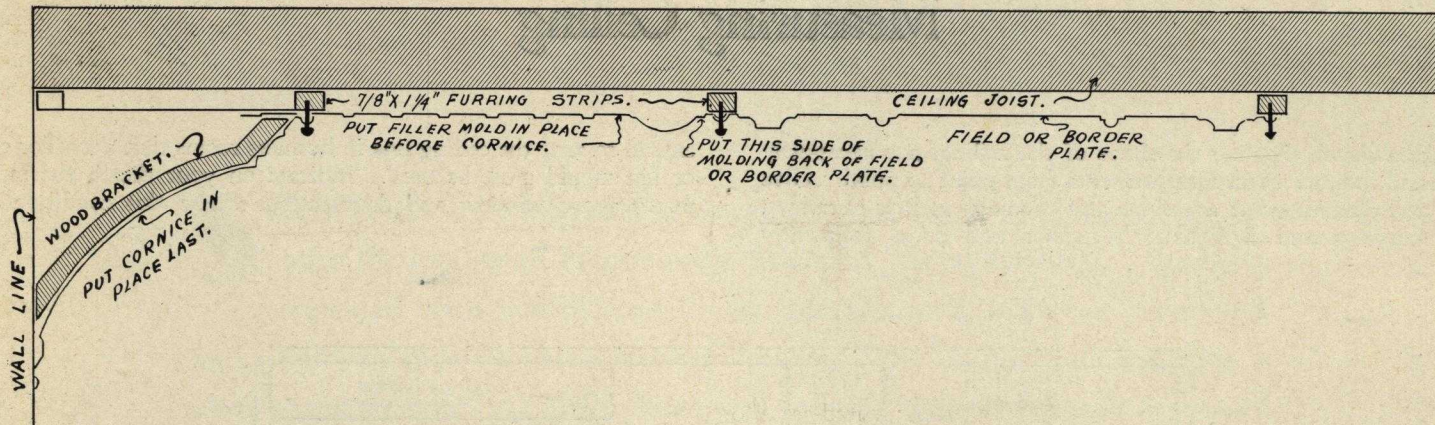 7/8" X 1 1/4" FURRING STRIPS.
CEILING JOIST.
PUT FILLER MOLD IN PLACE
BEFORE CORNICE.
PUT THIS SIDE OF
MOLDING BACK OF FIELD
OR BORDER PLATE.
FIELD OR BORDER
PLATE.
WOOD BRACKET.
PUT CORNICE IN
PLACE LAST.
WALL LINE